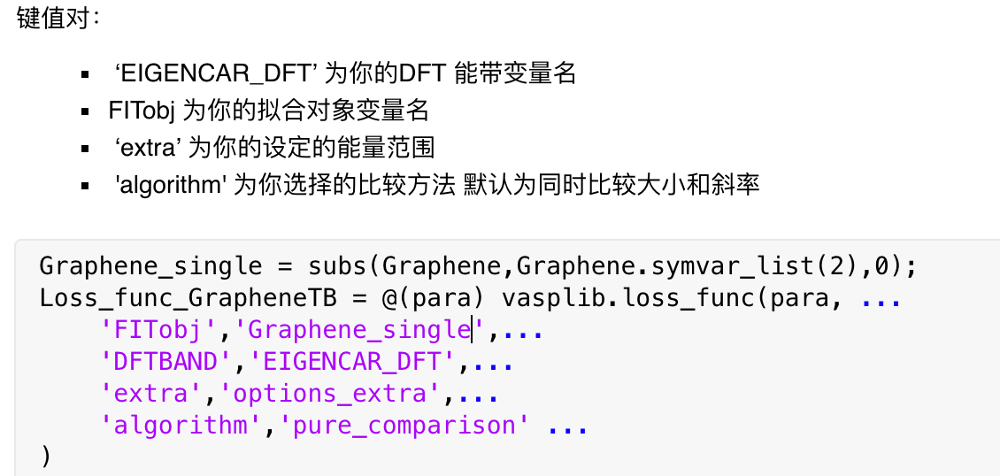 键值对：
‘EIGENCAR_DFT’ 为你的DFT 能带变量名
FITobj 为你的拟合对象变量名
‘extra’ 为你的设定的能量范围
'algorithm' 为你选择的比较方法 默认为同时比较大小和斜率
Graphene_single = subs(Graphene,Graphene.symvar_list(2),0);
Loss_func_GrapheneTB = @(para) vasplib.loss_func(para, ...
'FITobj','Graphene_single',...
'DFTBAND','EIGENCAR_DFT',...
'extra','options_extra',...
'algorithm','pure_comparison' ...
)